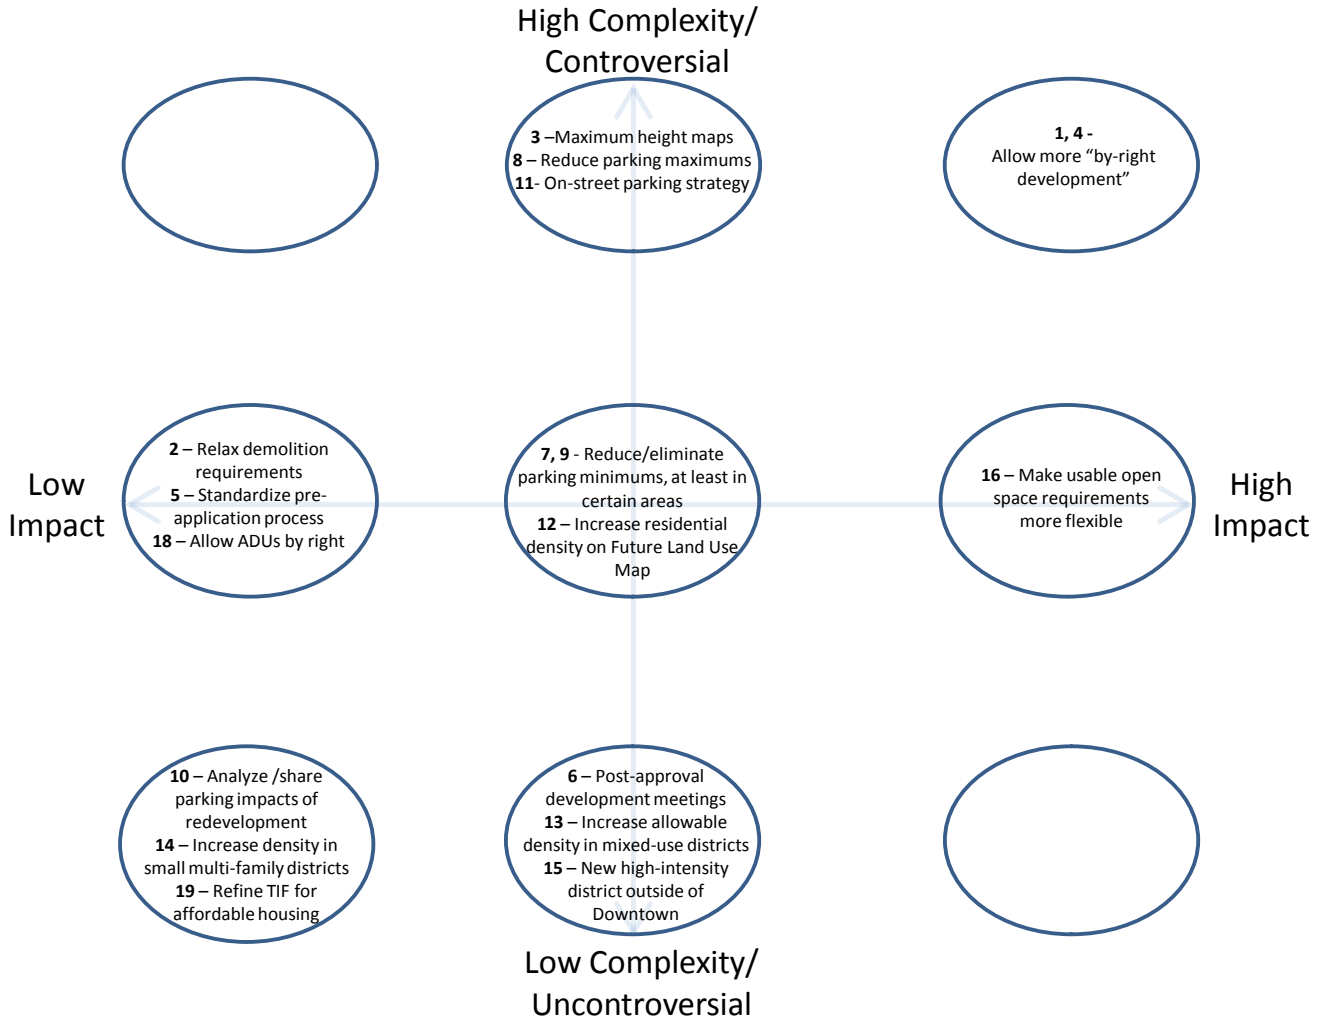 High Complexity/
Controversial
3 –Maximum height maps
8 – Reduce parking maximums
11- On-street parking strategy
1, 4 -
Allow more “by-right
development”
Low
Impact
2 – Relax demolition
requirements
5 – Standardize pre-
application process
18 – Allow ADUs by right
7, 9 - Reduce/eliminate
parking minimums, at least in
certain areas
12 – Increase residential
density on Future Land Use
Map
16 – Make usable open
space requirements
more flexible
High
Impact
10 – Analyze /share
parking impacts of
redevelopment
14 – Increase density in
small multi-family districts
19 – Refine TIF for
affordable housing
6 – Post-approval
development meetings
13 – Increase allowable
density in mixed-use districts
15 – New high-intensity
district outside of
Downtown
Low Complexity/
Uncontroversial